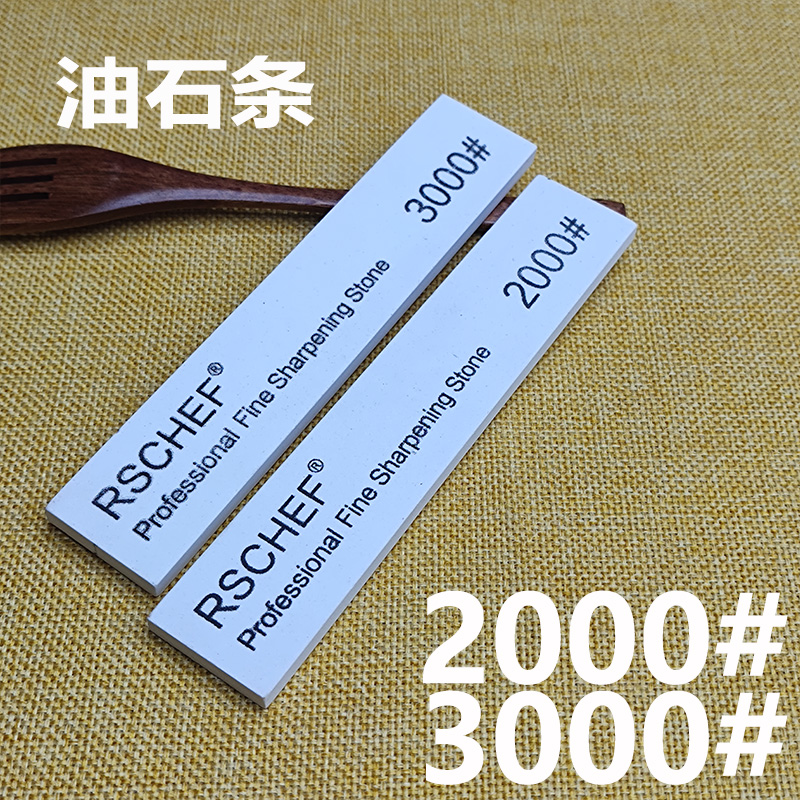 油石条
3000#
RSCHEF®
Professional Fine Sharpening Stone
2000#
RSCHEF®
Professional Fine Sharpening Stone
2000#
3000#